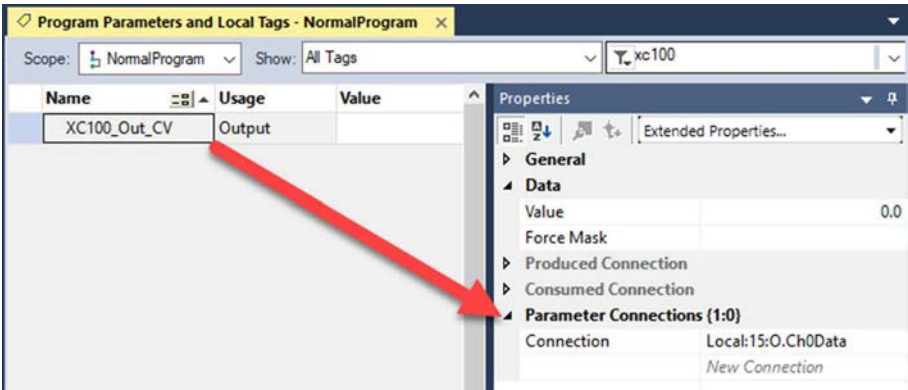 Program Parameters and Local Tags - NormalProgram
Scope: NormalProgram Show: All Tags xc100
Name Usage Value
XC100_Out_CV Output
Properties
Extended Properties...
General
Data
Value 0.0
Force Mask
Produced Connection
Consumed Connection
Parameter Connections {1:0}
Connection Local:15:O.Ch0Data
New Connection